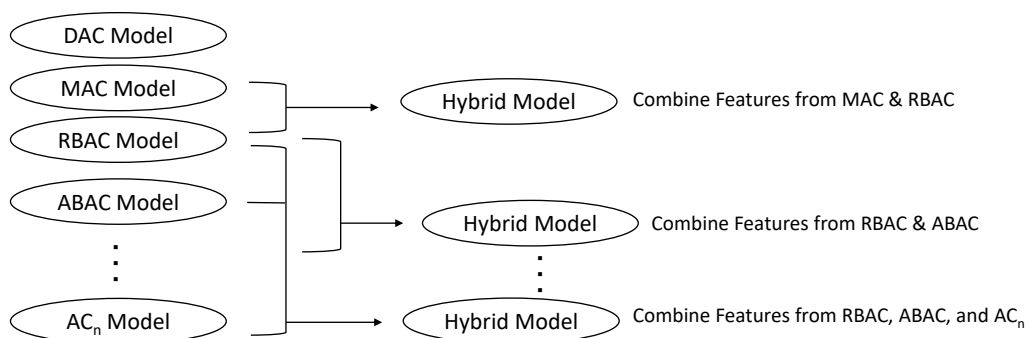 DAC Model
MAC Model
Hybrid Model Combine Features from MAC & RBAC
RBAC Model
ABAC Model
Hybrid Model Combine Features from RBAC & ABAC
ACn Model
Hybrid Model Combine Features from RBAC, ABAC, and ACn